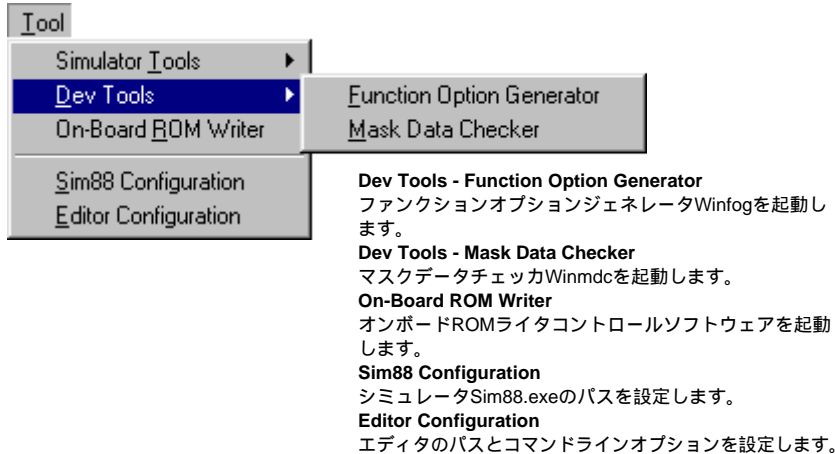 Tool
Simulator Tools
Dev Tools
On-Board ROM Writer
Sim88 Configuration
Editor Configuration
Function Option Generator
Mask Data Checker
Dev Tools - Function Option Generator
ファンクションオプションジェネレータWinfogを起動し
ます。
Dev Tools - Mask Data Checker
マスクデータチェッカWinmdcを起動します。
On-Board ROM Writer
オンボードROMライタコントロールソフトウェアを起動
します。
Sim88 Configuration
シミュレータSim88.exeのパスを設定します。
Editor Configuration
エディタのパスとコマンドラインオプションを設定します。